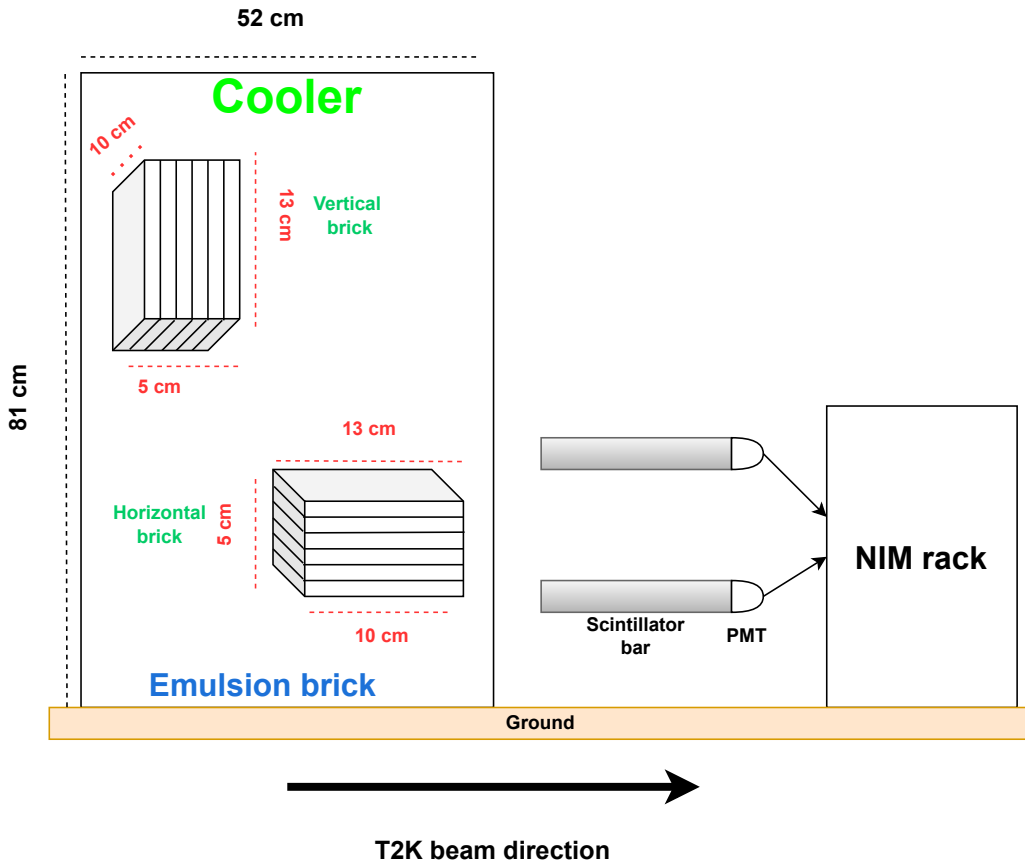 52 cm
Cooler
10 cm
13 cm
Vertical
brick
5 cm
81 cm
13 cm
Horizontal
brick
5 cm
10 cm
Emulsion brick
Scintillator
bar
PMT
NIM rack
Ground
T2K beam direction